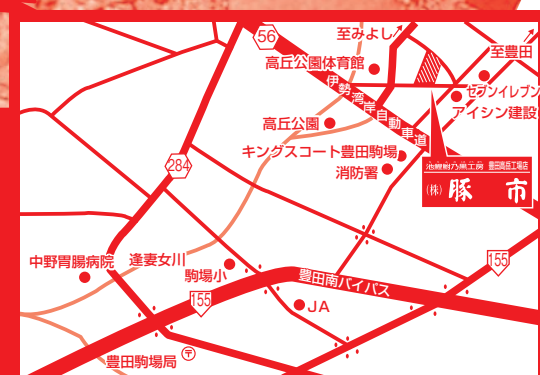 56
至みよし
至豊田
高丘公園体育館
セブンイレブン
アイシン建設
伊勢湾岸自動車道
高丘公園
キングスコート豊田駒場
消防署
284
(株) 豚市
155
中野胃腸病院
逢妻女川
駒場小
豊田南バイパス
155
JA
豊田駒場局
〒